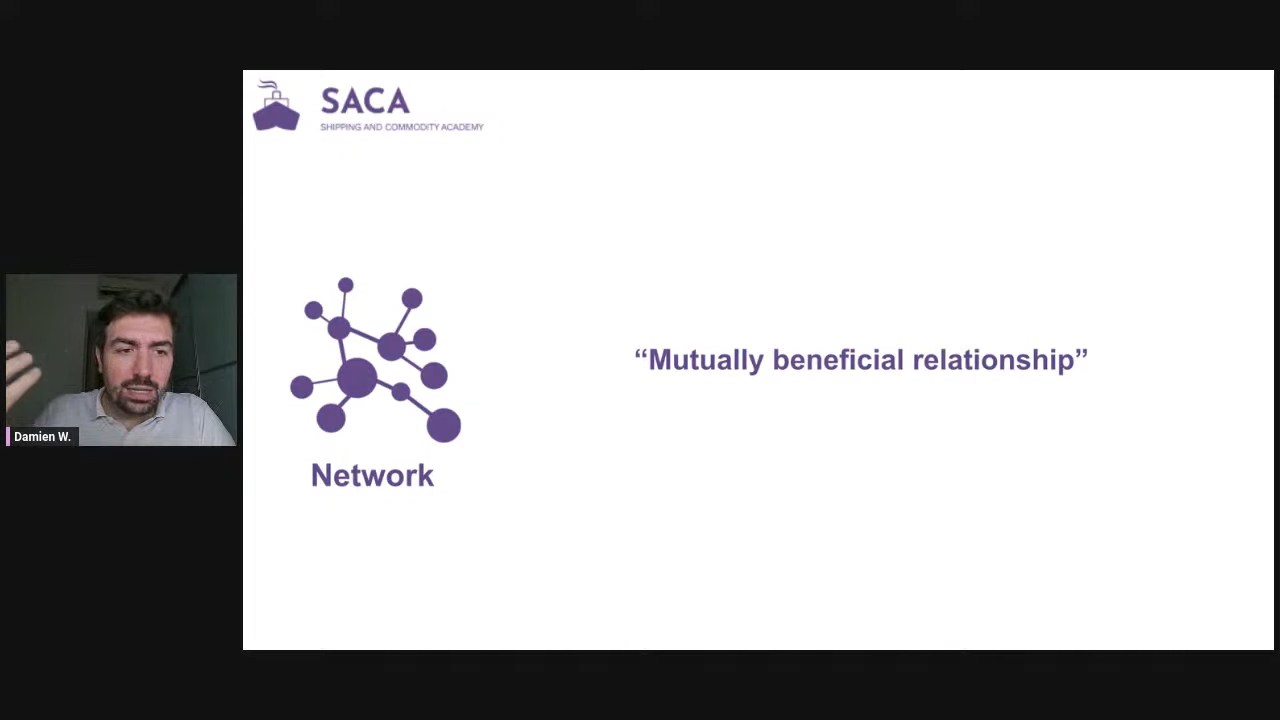 SACA
SHIPPING AND COMMODITY ACADEMY
“Mutually beneficial relationship”
Damien W.
Network